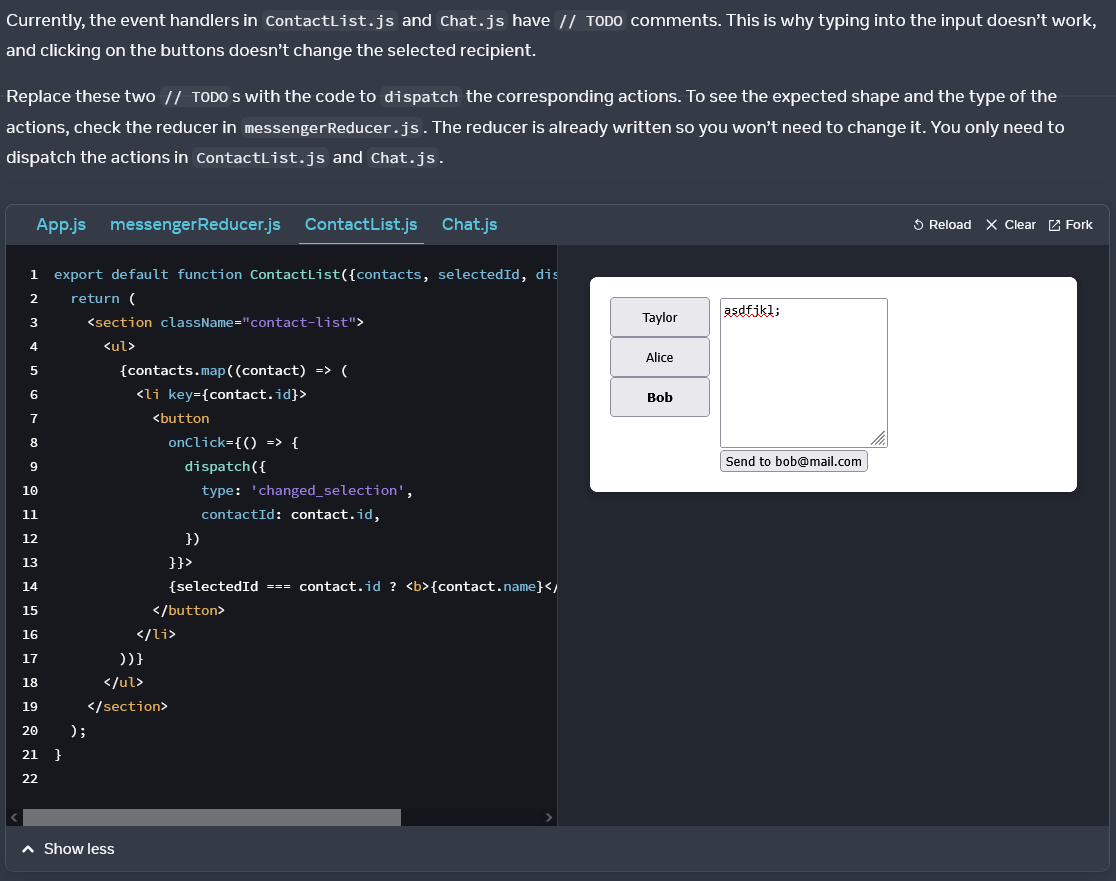 Currently, the event handlers in ContactList.js and Chat.js have // TODO comments. This is why typing into the input doesn’t work,
and clicking on the buttons doesn’t change the selected recipient.
Replace these two // TODOs with the code to dispatch the corresponding actions. To see the expected shape and the type of the
actions, check the reducer in messengerReducer.js. The reducer is already written so you won’t need to change it. You only need to
dispatch the actions in ContactList.js and Chat.js.
App.js messengerReducer.js ContactList.js Chat.js Reload Clear Fork
1 export default function ContactList({contacts, selectedId, dis
2 return (
3 <section className="contact-list">
4 <ul>
5 {contacts.map((contact) => (
6 <li key={contact.id}>
7 <button
8 onClick={() => {
9 dispatch({
10 type: 'changed_selection',
11 contactId: contact.id,
12 })
13 }}>
14 {selectedId === contact.id ? <b>{contact.name}</
15 </button>
16 </li>
17 ))}
18 </ul>
19 </section>
20 );
21 }
22
Taylor
Alice
Bob
asdfjkl;
Send to bob@mail.com
Show less